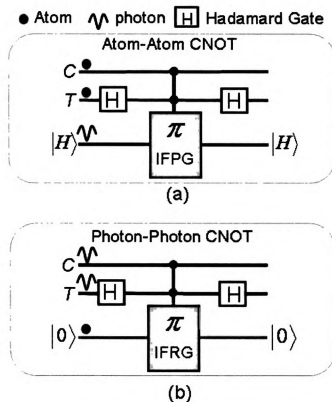 Atom photon H Hadamard Gate
Atom-Atom CNOT
C
T H H
π
|H⟩ IFPG |H⟩
(a)
Photon-Photon CNOT
C
T H H
π
|0⟩ IFRG |0⟩
(b)